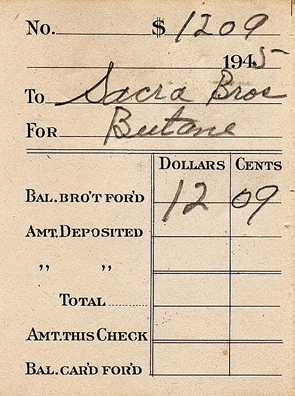 No. $ 1209
1945
To Sacra Bros
For Butane
Dollars Cents
Bal. Bro't For'd 12 09
Amt. Deposited
" "
Total
Amt. This Check
Bal. Car'd For'd